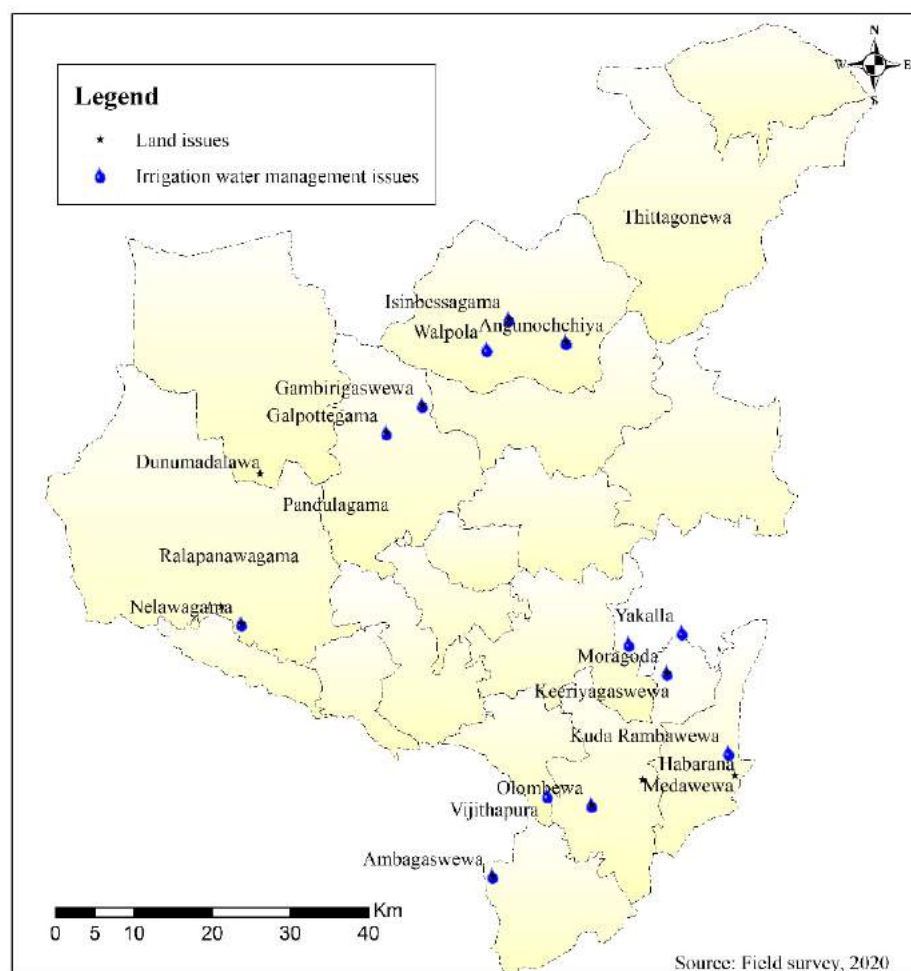 N
W E
S
Legend
Land issues
Irrigation water management issues
Thittagonewa
Isinbessagama
Walpola Angunochchiya
Gambirigaswewa
Galpottegama
Dunumadalawa
Pandulagama
Ralapanawagama
Nelawagama
Yakalla
Moragoda
Keeriyagaswewa
Kuda Rambawewa
Habarana
Medawewa
Olombewa
Vijithapura
Ambagaswewa
Km
0 5 10 20 30 40
Source: Field survey, 2020